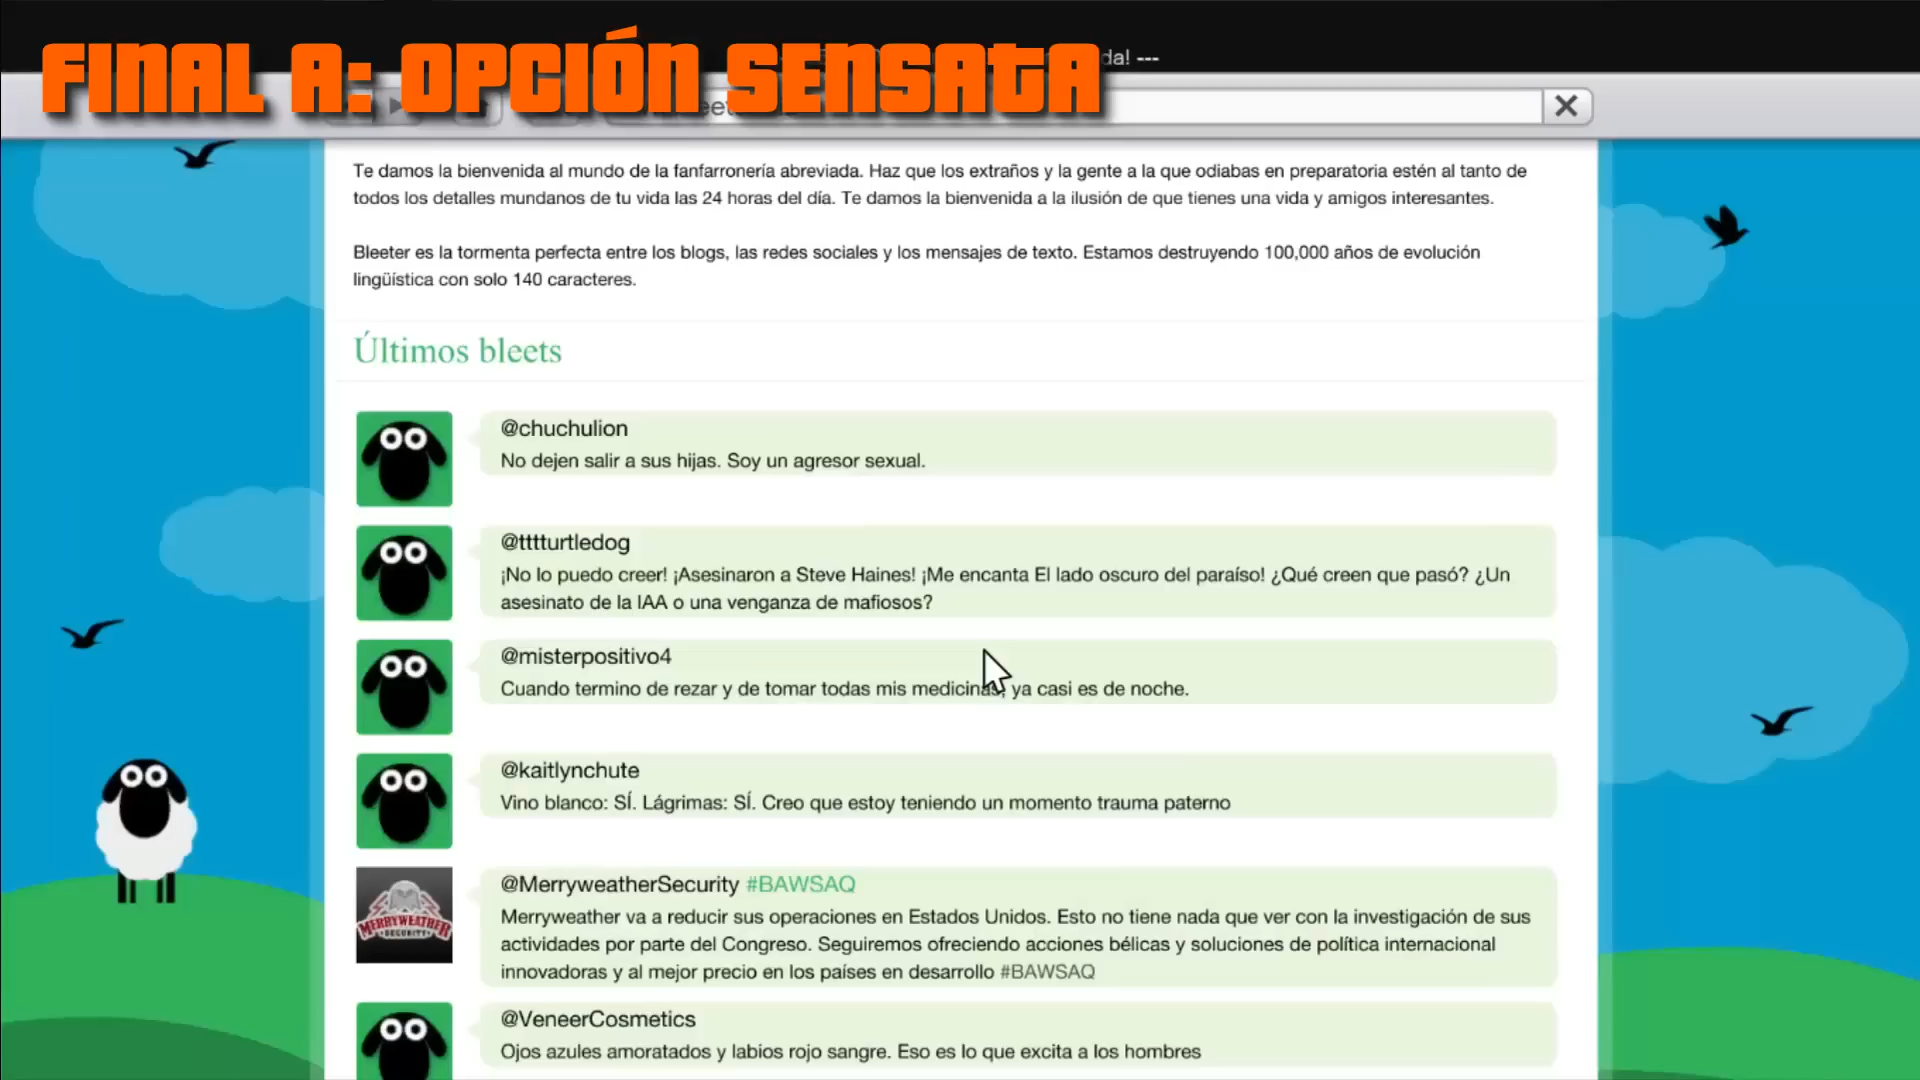 FINAL A: OPCIÓN SENSATA
da! ---
Te damos la bienvenida al mundo de la fanfarronería abreviada. Haz que los extraños y la gente a la que odiabas en preparatoria estén al tanto de
todos los detalles mundanos de tu vida las 24 horas del día. Te damos la bienvenida a la ilusión de que tienes una vida y amigos interesantes.
Bleeter es la tormenta perfecta entre los blogs, las redes sociales y los mensajes de texto. Estamos destruyendo 100,000 años de evolución
lingüística con solo 140 caracteres.
Últimos bleets
@chuchulion
No dejen salir a sus hijas. Soy un agresor sexual.
@tttturtledog
¡No lo puedo creer! ¡Asesinaron a Steve Haines! ¡Me encanta El lado oscuro del paraíso! ¿Qué creen que pasó? ¿Un
asesinato de la IAA o una venganza de mafiosos?
@misterpositivo4
Cuando termino de rezar y de tomar todas mis medicinas, ya casi es de noche.
@kaitlynchute
Vino blanco: SÍ. Lágrimas: SÍ. Creo que estoy teniendo un momento trauma paterno
@MerryweatherSecurity #BAWSAQ
Merryweather va a reducir sus operaciones en Estados Unidos. Esto no tiene nada que ver con la investigación de sus
actividades por parte del Congreso. Seguiremos ofreciendo acciones bélicas y soluciones de política internacional
innovadoras y al mejor precio en los países en desarrollo #BAWSAQ
MERRYWEATHER
SECURITY
@VeneerCosmetics
Ojos azules amoratados y labios rojo sangre. Eso es lo que excita a los hombres